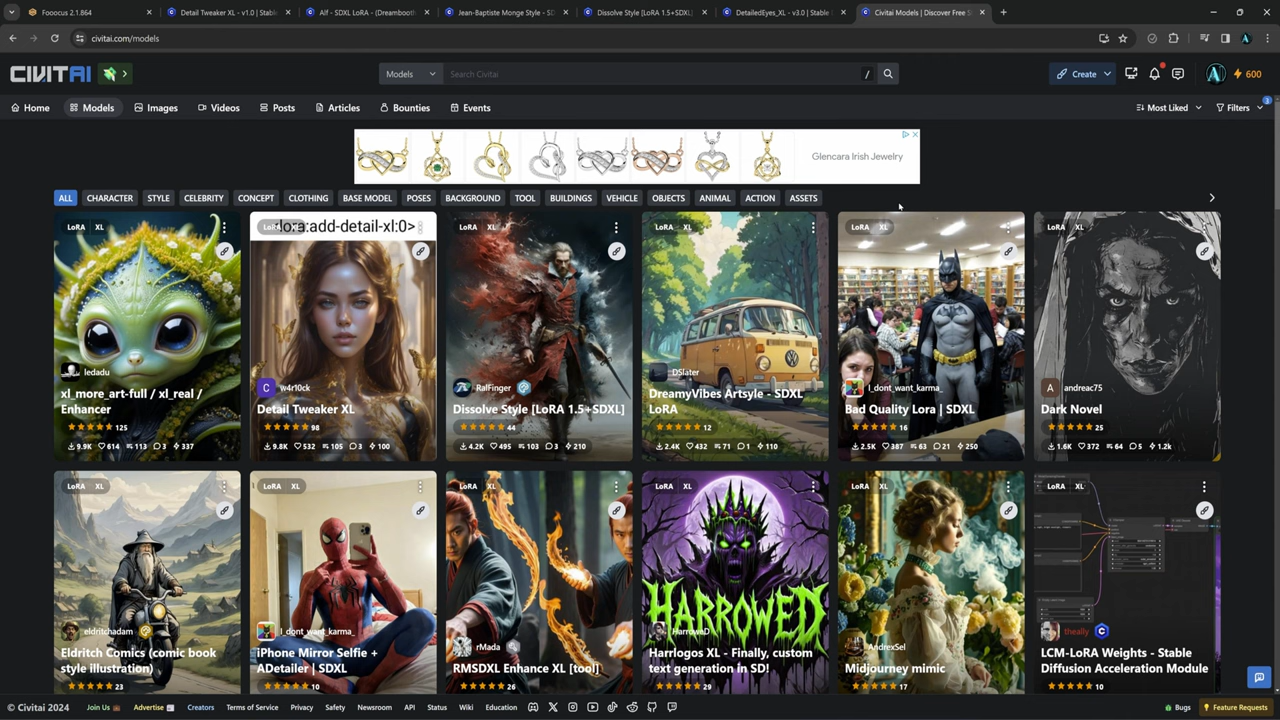 Fooocus 2.1.864
Detail Tweaker XL - v1.0 | Stabl
Alf - SDXL LoRA - (Dreambooth
Jean-Baptiste Monge Style - SD
Dissolve Style [LoRA 1.5+SDXL]
DetailedEyes_XL - v3.0 | Stable
Civitai Models | Discover Free S
civitai.com/models
CIVITAI
Models
Search Civitai
/
Create
600
Home
Models
Images
Videos
Posts
Articles
Bounties
Events
Most Liked
Filters
3
Glencara Irish Jewelry
ALL
CHARACTER
STYLE
CELEBRITY
CONCEPT
CLOTHING
BASE MODEL
POSES
BACKGROUND
TOOL
BUILDINGS
VEHICLE
OBJECTS
ANIMAL
ACTION
ASSETS
LoRA XL
ledadu
xl_more_art-full / xl_real /
Enhancer
125
9.9K 614 113 3 337
<lora:add-detail-xl:0>
w4r10ck
Detail Tweaker XL
98
9.8K 532 105 3 100
LoRA XL
RalFinger
Dissolve Style [LoRA 1.5+SDXL]
44
4.2K 495 103 3 210
LoRA XL
DSlater
DreamyVibes Artsyle - SDXL
LoRA
12
2.4K 432 71 1 110
LoRA XL
I_dont_want_karma_
Bad Quality Lora | SDXL
16
2.5K 387 63 21 250
LoRA XL
andreac75
Dark Novel
25
1.6K 372 64 5 1.2k
LoRA XL
eldritchadam
Eldritch Comics (comic book
style illustration)
23
LoRA XL
I_dont_want_karma_
iPhone Mirror Selfie +
ADetailer | SDXL
10
LoRA XL
rMada
RMSDXL Enhance XL [tool]
26
LoRA XL
HARROWED
HarroweD
Harrlogos XL - Finally, custom
text generation in SD!
29
LoRA XL
AndrexSel
Midjourney mimic
17
LoRA XL
theally
LCM-LoRA Weights - Stable
Diffusion Acceleration Module
10
© Civitai 2024
Join Us
Advertise
Creators
Terms of Service
Privacy
Safety
Newsroom
API
Status
Wiki
Education
Bugs
Feature Requests